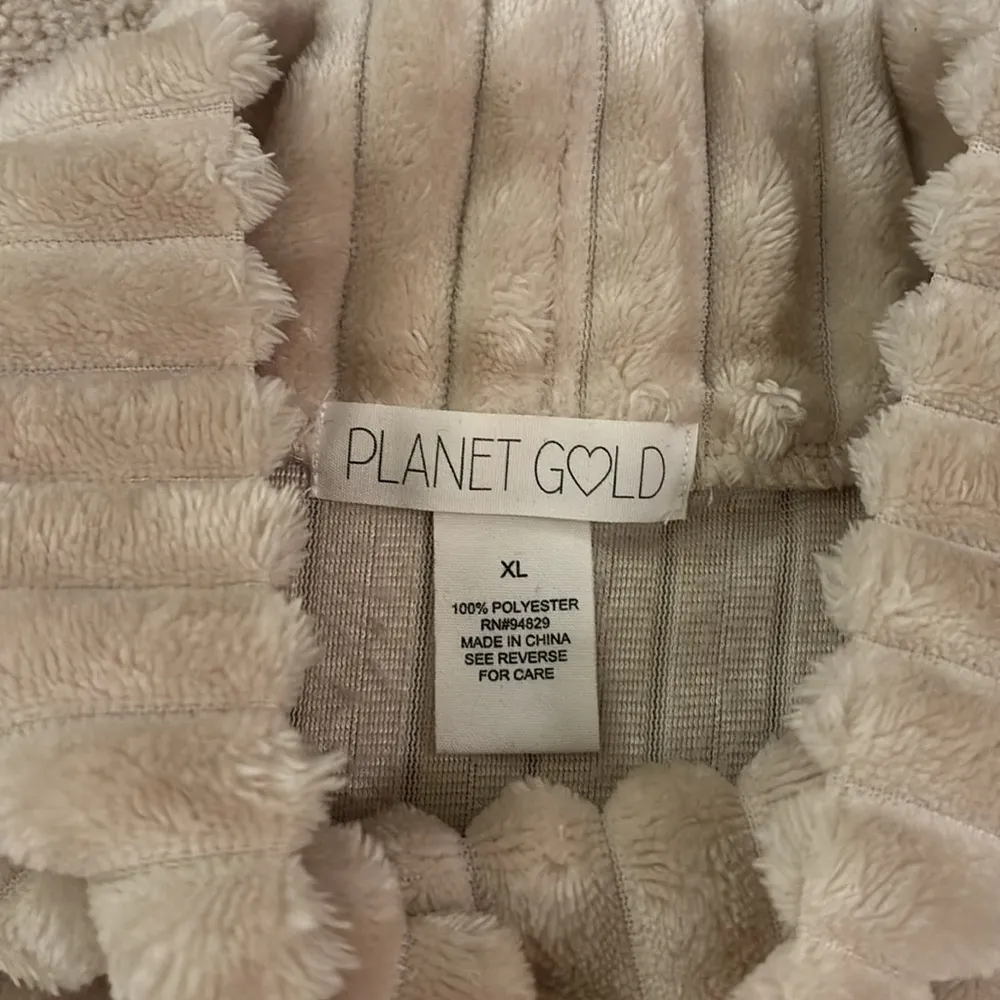 PLANET G♡LD
XL
100% POLYESTER
RN#94829
MADE IN CHINA
SEE REVERSE
FOR CARE